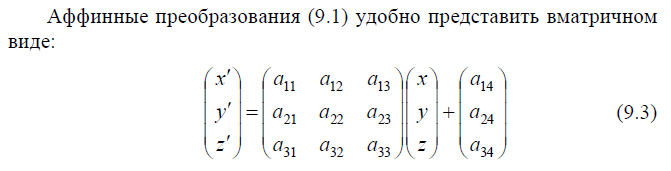 Аффинные преобразования (9.1) удобно представить вматричном
виде:
x′ a11 a12 a13 x a14
y′ = a21 a22 a23 y + a24 (9.3)
z′ a31 a32 a33 z a34